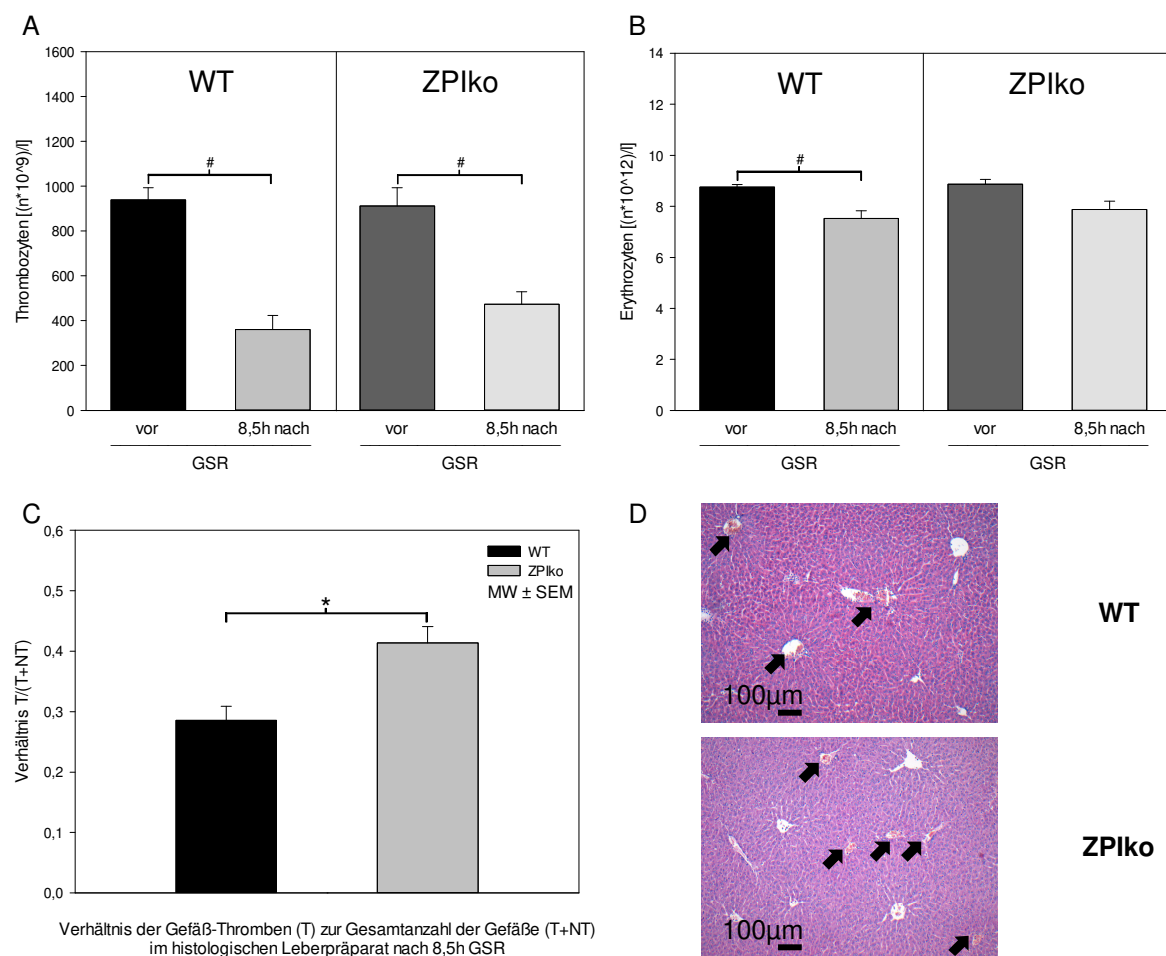 A
Thrombozyten [(n*10^9)/l]
1600
1400
1200
1000
800
600
400
200
0
WT
ZPIko
#
#
vor
8,5h nach
vor
8,5h nach
GSR
GSR
B
Erythrozyten [(n*10^12)/l]
14
12
10
8
6
4
2
0
WT
ZPIko
#
vor
8,5h nach
vor
8,5h nach
GSR
GSR
C
Verhältnis T/(T+NT)
0,6
0,5
0,4
0,3
0,2
0,1
0,0
WT
ZPIko
MW ± SEM
*
Verhältnis der Gefäß-Thromben (T) zur Gesamtanzahl der Gefäße (T+NT)
im histologischen Leberpräparat nach 8,5h GSR
D
100µm
WT
100µm
ZPIko